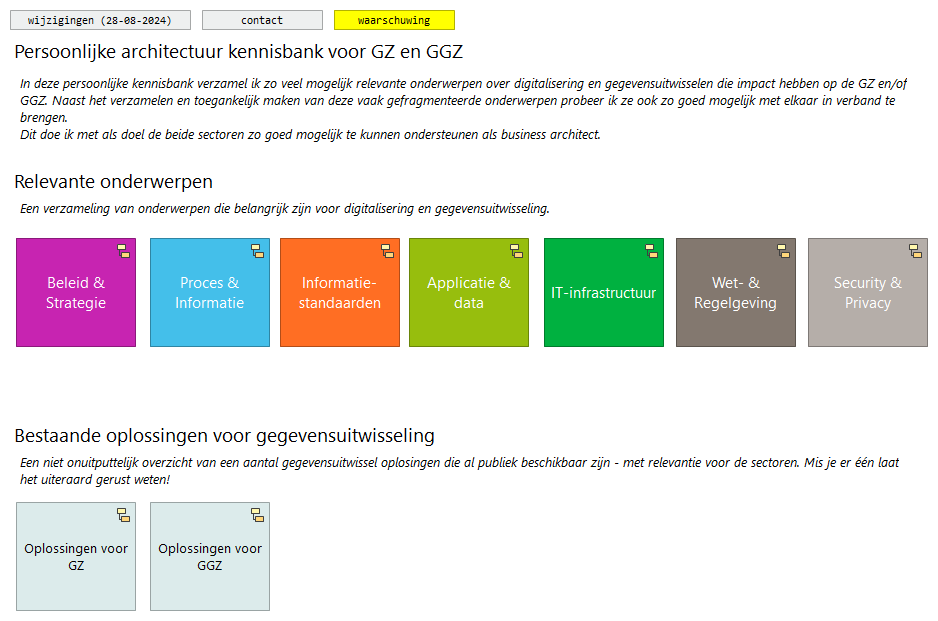 wijzigingen (28-08-2024)
contact
waarschuwing
Persoonlijke architectuur kennisbank voor GZ en GGZ
In deze persoonlijke kennisbank verzamel ik zo veel mogelijk relevante onderwerpen over digitalisering en gegevensuitwisselen die impact hebben op de GZ en/of
GGZ. Naast het verzamelen en toegankelijk maken van deze vaak gefragmenteerde onderwerpen probeer ik ze ook zo goed mogelijk met elkaar in verband te
brengen.
Dit doe ik met als doel de beide sectoren zo goed mogelijk te kunnen ondersteunen als business architect.
Relevante onderwerpen
Een verzameling van onderwerpen die belangrijk zijn voor digitalisering en gegevensuitwisseling.
Beleid &
Strategie
Proces &
Informatie
Informatie-
standaarden
Applicatie &
data
IT-infrastructuur
Wet- &
Regelgeving
Security &
Privacy
Bestaande oplossingen voor gegevensuitwisseling
Een niet onuitputtelijk overzicht van een aantal gegevensuitwissel oplosingen die al publiek beschikbaar zijn - met relevantie voor de sectoren. Mis je er één laat
het uiteraard gerust weten!
Oplossingen voor
GZ
Oplossingen voor
GGZ